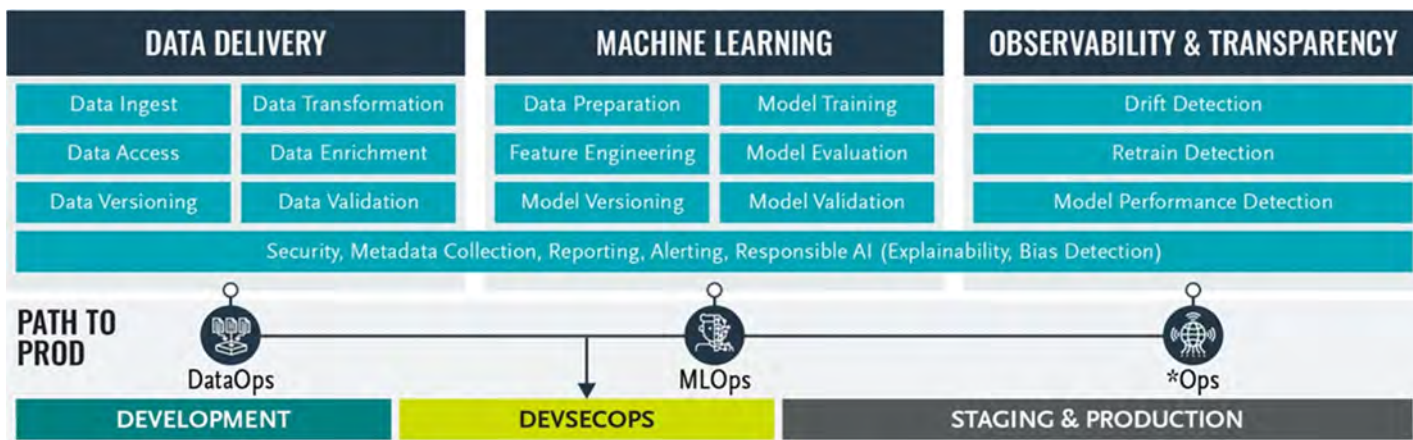 DATA DELIVERY
Data Ingest
Data Transformation
Data Access
Data Enrichment
Data Versioning
Data Validation
MACHINE LEARNING
Data Preparation
Model Training
Feature Engineering
Model Evaluation
Model Versioning
Model Validation
OBSERVABILITY & TRANSPARENCY
Drift Detection
Retrain Detection
Model Performance Detection
Security, Metadata Collection, Reporting, Alerting, Responsible AI (Explainability, Bias Detection)
PATH TO
PROD
DataOps
MLOps
*Ops
DEVELOPMENT
DEVSECOPS
STAGING & PRODUCTION